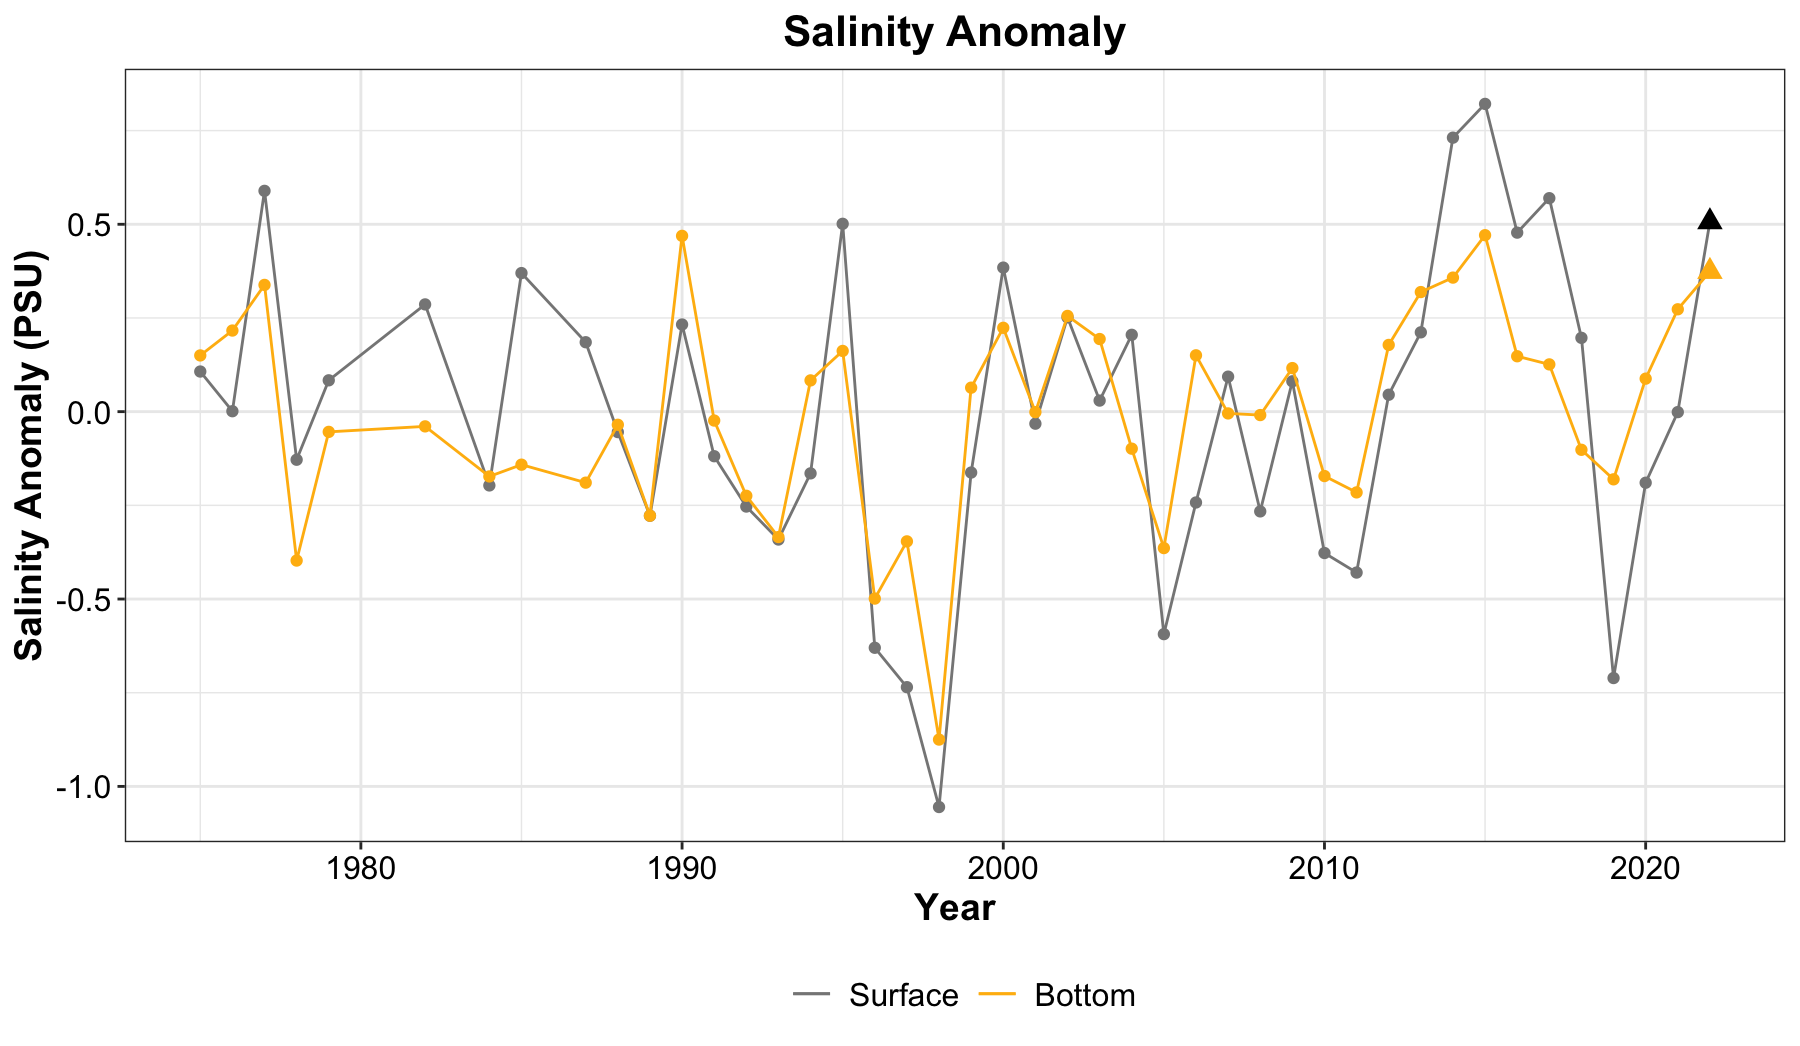 Salinity Anomaly
Salinity Anomaly (PSU)
0.5
0.0
-0.5
-1.0
1980 1990 2000 2010 2020
Year
Surface Bottom